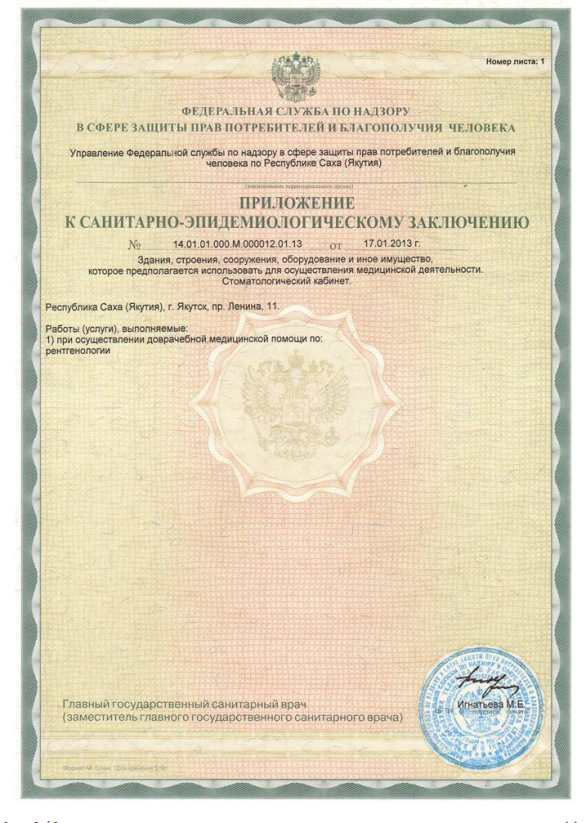 Номер листа: 1
ФЕДЕРАЛЬНАЯ СЛУЖБА ПО НАДЗОРУ
В СФЕРЕ ЗАЩИТЫ ПРАВ ПОТРЕБИТЕЛЕЙ И БЛАГОПОЛУЧИЯ ЧЕЛОВЕКА
Управление Федеральной службы по надзору в сфере защиты прав потребителей и благополучия
человека по Республике Саха (Якутия)
(наименование территориального органа)
ПРИЛОЖЕНИЕ
К САНИТАРНО-ЭПИДЕМИОЛОГИЧЕСКОМУ ЗАКЛЮЧЕНИЮ
№ 14.01.01.000.М.000012.01.13 от 17.01.2013 г.
Здания, строения, сооружения, оборудование и иное имущество,
которое предполагается использовать для осуществления медицинской деятельности.
Стоматологический кабинет.
Республика Саха (Якутия), г. Якутск, пр. Ленина, 11.
Работы (услуги), выполняемые:
1) при осуществлении доврачебной медицинской помощи по:
рентгенологии
Главный государственный санитарный врач
(заместитель главного государственного санитарного врача)
Игнатьева М.Е.